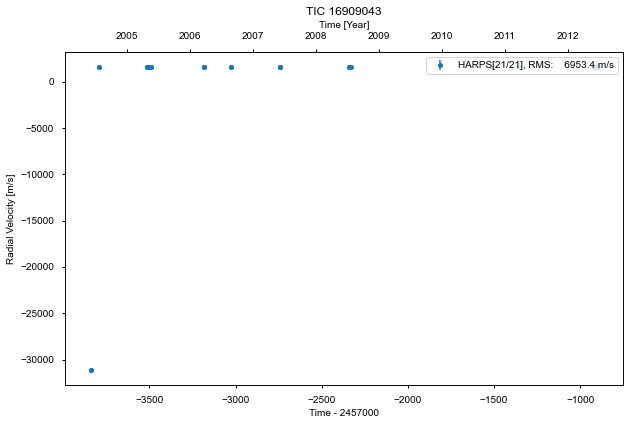 TIC 16909043
Time [Year]
2005 2006 2007 2008 2009 2010 2011 2012
HARPS[21/21], RMS: 6953.4 m/s
0
−5000
−10000
−15000
−20000
−25000
−30000
Radial Velocity [m/s]
−3500 −3000 −2500 −2000 −1500 −1000
Time - 2457000